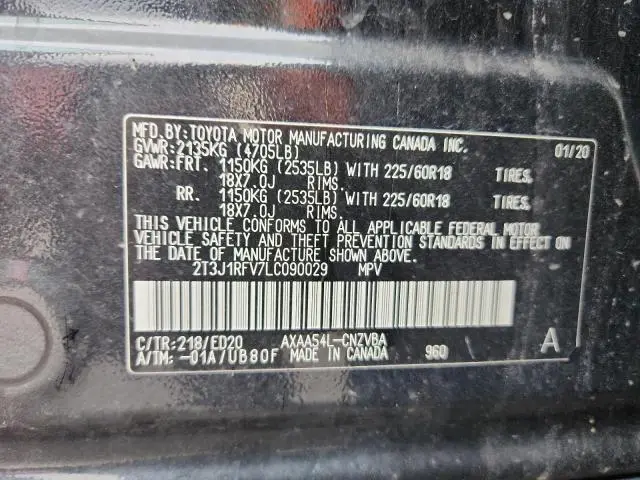 MFD. BY: TOYOTA MOTOR MANUFACTURING CANADA INC. 01/20
GVWR: 2135KG (4705LB)
GAWR: FRT. 1150KG (2535LB) WITH 225/60R18 TIRES,
18X7.0J RIMS.
RR. 1150KG (2535LB) WITH 225/60R18 TIRES,
18X7.0J RIMS.
THIS VEHICLE CONFORMS TO ALL APPLICABLE FEDERAL MOTOR
VEHICLE SAFETY AND THEFT PREVENTION STANDARDS IN EFFECT ON
THE DATE OF MANUFACTURE SHOWN ABOVE.
2T3J1RFV7LC090029 MPV
C/TR: 218/ED20 AXAA54L-CNZVBA
A/TM: -01A/UB80F MADE IN CANADA 960 A